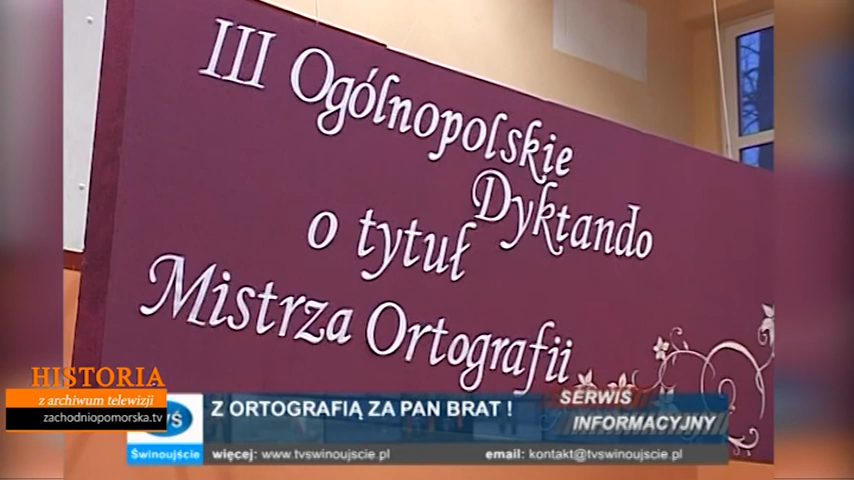 III Ogólnopolskie
Dyktando
o tytuł
Mistrza Ortografii
HISTORIA
z archiwum telewizji
zachodniopomorska.tv
Z ORTOGRAFIĄ ZA PAN BRAT !
SERWIS
INFORMACYJNY
Świnoujście
więcej: www.tvswinoujscie.pl
email: kontakt@tvswinoujscie.pl